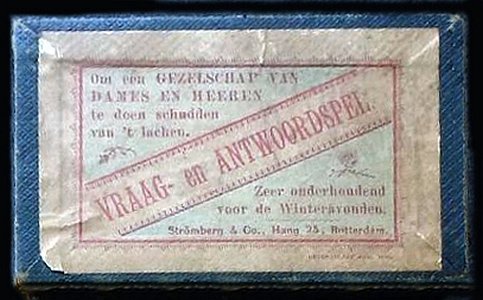 Om een GEZELSCHAP VAN
DAMES EN HEEREN
te doen schudden
van 't lachen.
VRAAG- en ANTWOORDSPEL.
Zeer onderhoudend
voor de Winteravonden.
Strömberg & Co., Hang 25, Rotterdam.